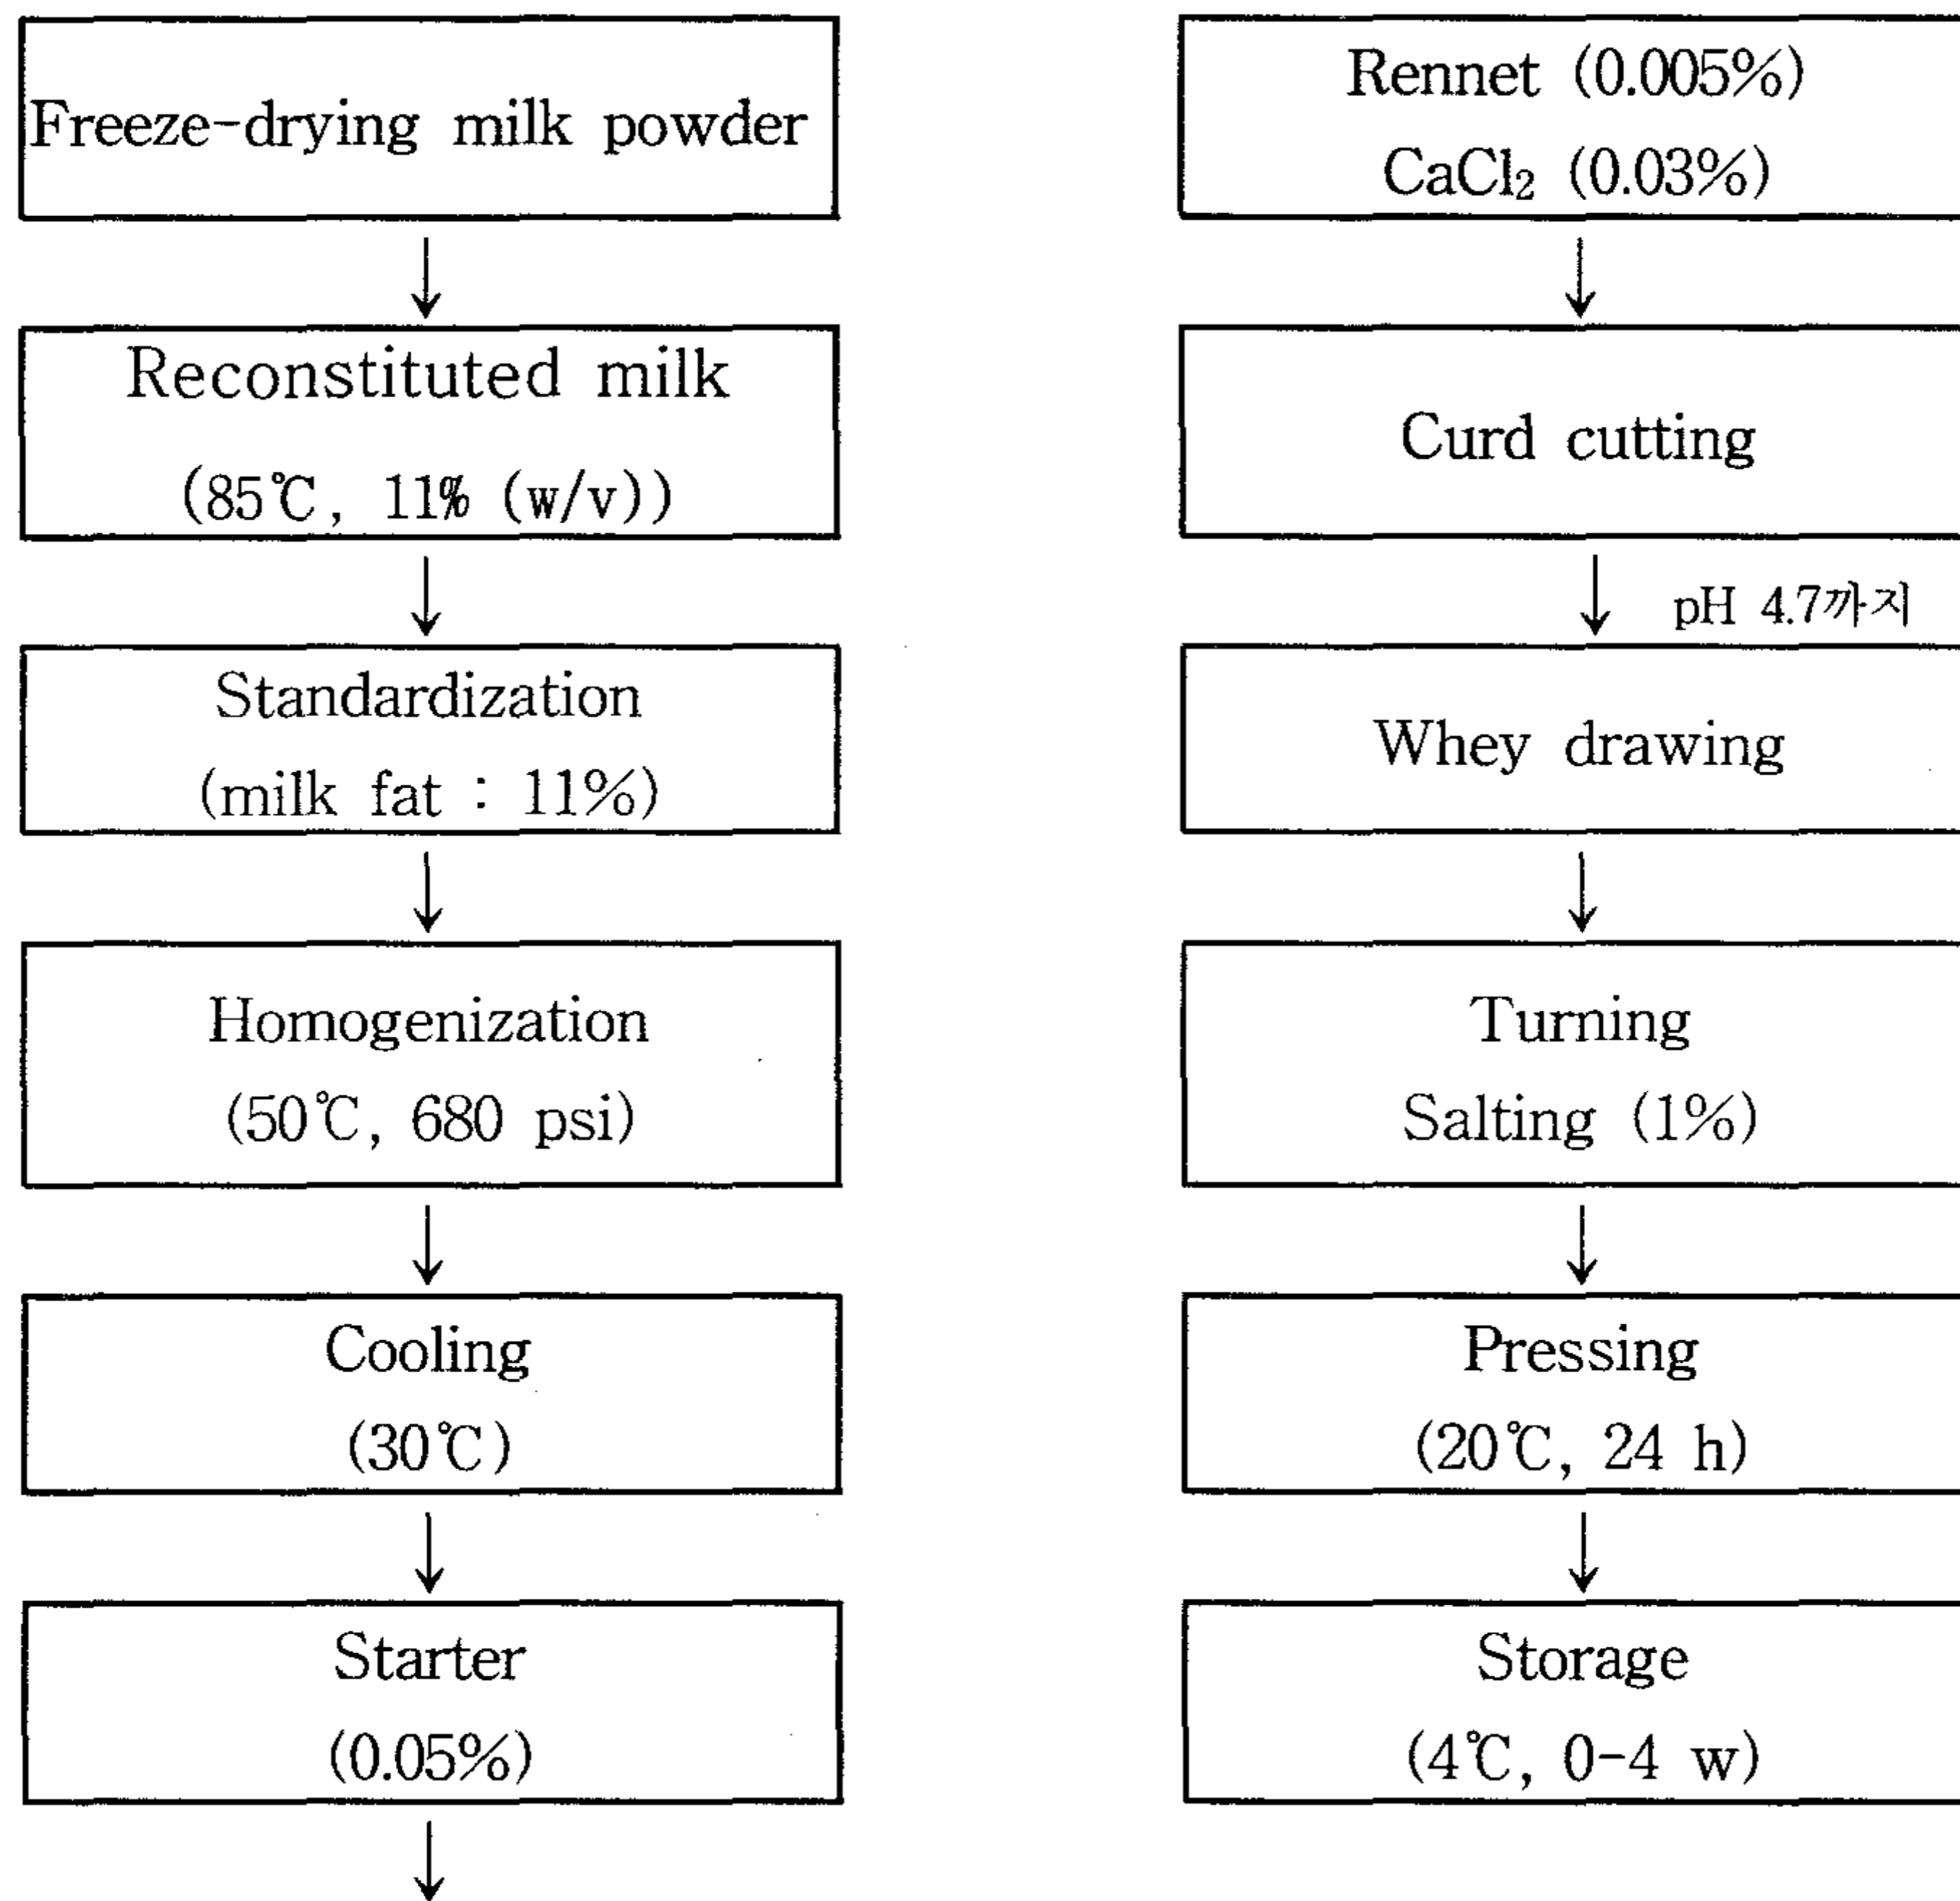 Freeze-drying milk powder
Reconstituted milk
(85℃, 11% (w/v))
Standardization
(milk fat : 11%)
Homogenization
(50℃, 680 psi)
Cooling
(30℃)
Starter
(0.05%)
Rennet (0.005%)
CaCl₂ (0.03%)
Curd cutting
pH 4.7까지
Whey drawing
Turning
Salting (1%)
Pressing
(20℃, 24 h)
Storage
(4℃, 0-4 w)